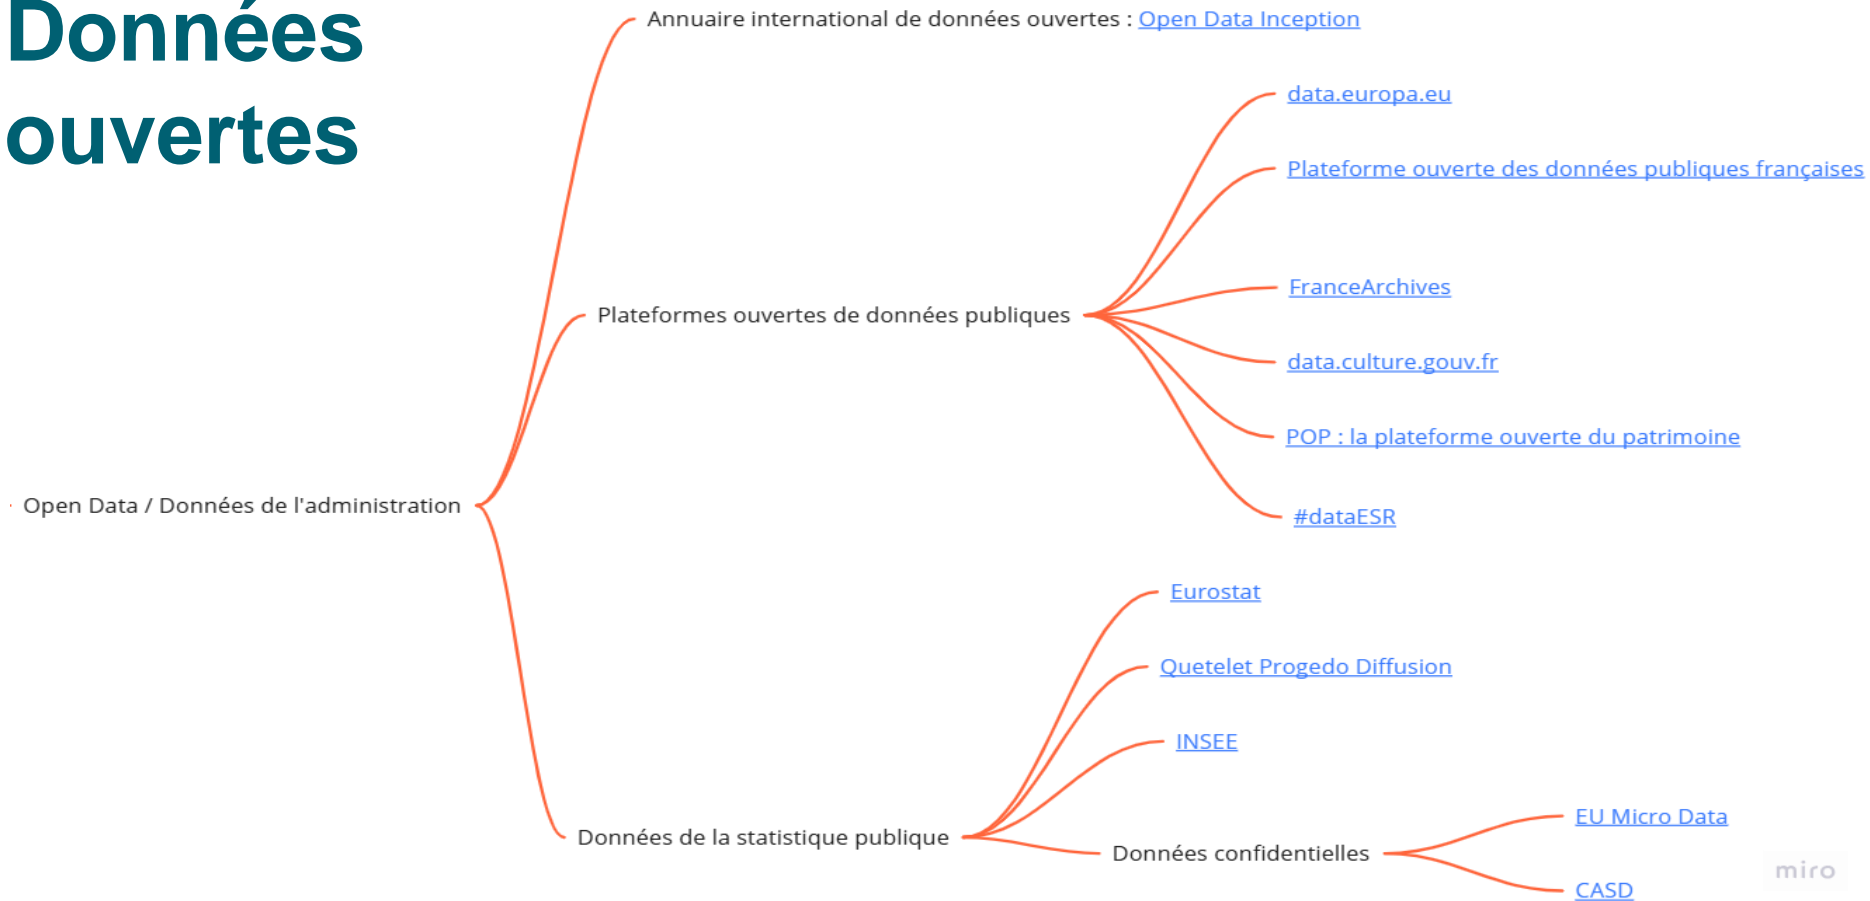 Données
ouvertes
Annuaire international de données ouvertes : Open Data Inception
data.europa.eu
Plateforme ouverte des données publiques françaises
FranceArchives
Plateformes ouvertes de données publiques
data.culture.gouv.fr
POP : la plateforme ouverte du patrimoine
Open Data / Données de l'administration
#dataESR
Eurostat
Quetelet Progedo Diffusion
INSEE
Données de la statistique publique
Données confidentielles
EU Micro Data
CASD
miro